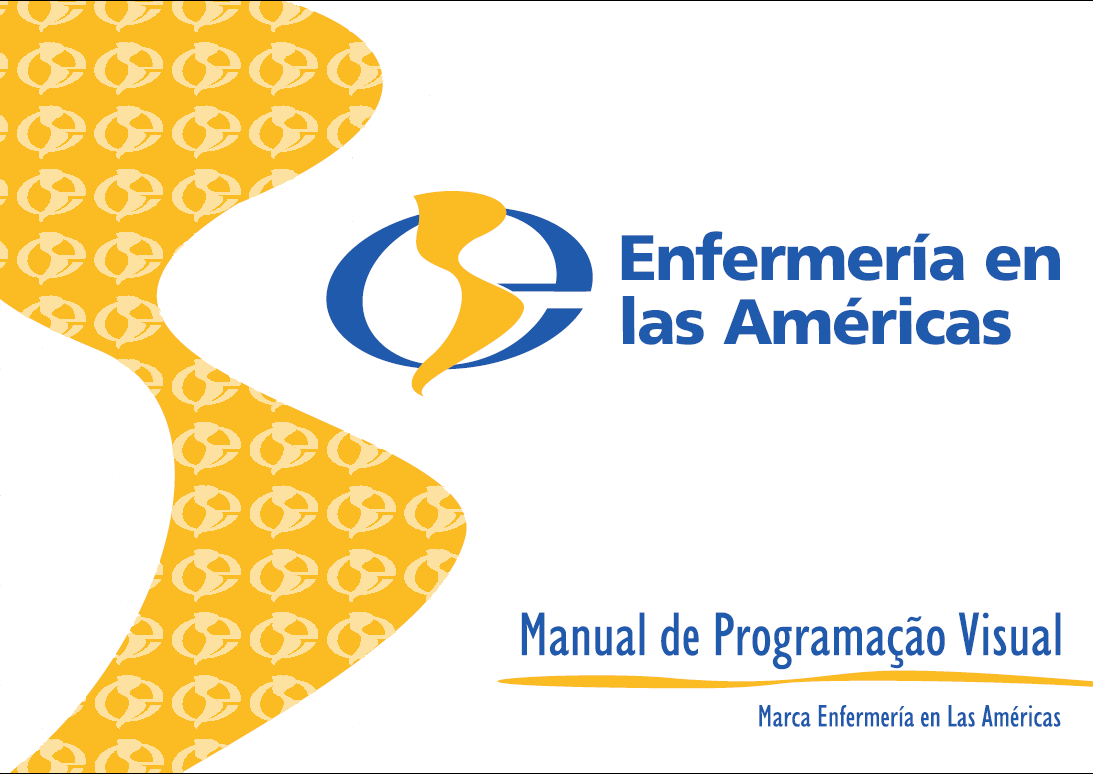 Enfermería en
las Américas
Manual de Programação Visual
Marca Enfermería en Las Américas